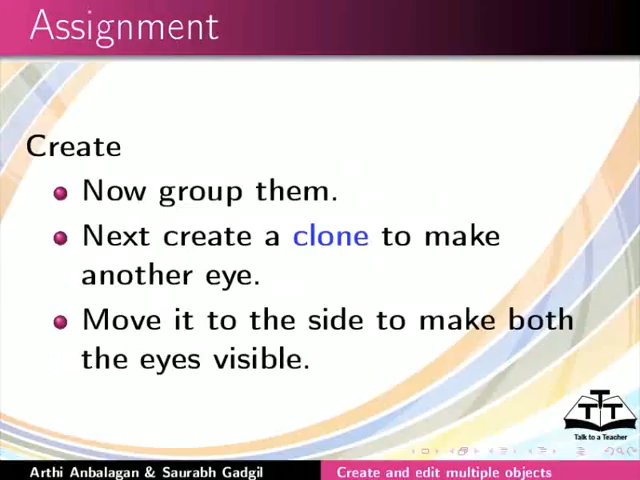 Assignment
Create
Now group them.
Next create a clone to make
another eye.
Move it to the side to make both
the eyes visible.
TTT
Talk to a Teacher
Arthi Anbalagan & Saurabh Gadgil
Create and edit multiple objects